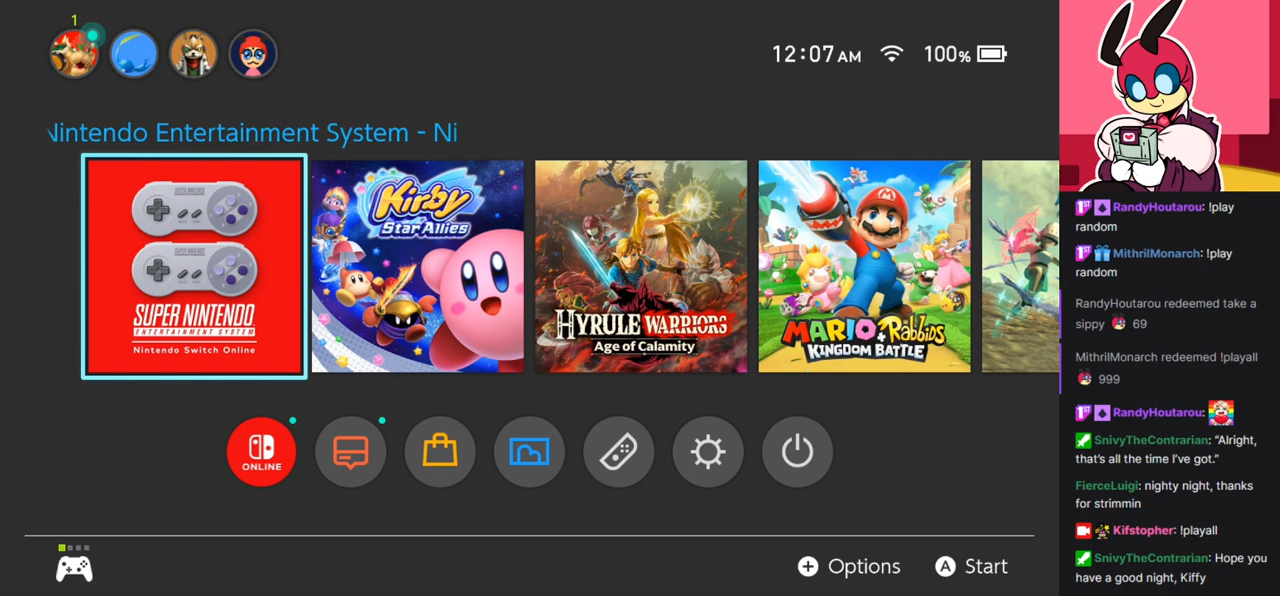 1
12:07 AM 100%
Nintendo Entertainment System - Ni
SUPER NINTENDO
ENTERTAINMENT SYSTEM
Nintendo Switch Online
Kirby
Star Allies
HYRULE WARRIORS
Age of Calamity
MARIO + Rabbids
KINGDOM BATTLE
ONLINE
Options
Start
1ST RandyHoutarou: !play
random
1ST MithrilMonarch: !play
random
RandyHoutarou redeemed take a
sippy 69
MithrilMonarch redeemed !playall
999
1ST RandyHoutarou:
SnivyTheContrarian: “Alright,
that’s all the time I’ve got.”
FierceLuigi: nighty night, thanks
for strimmin
Kifstopher: !playall
SnivyTheContrarian: Hope you
have a good night, Kiffy